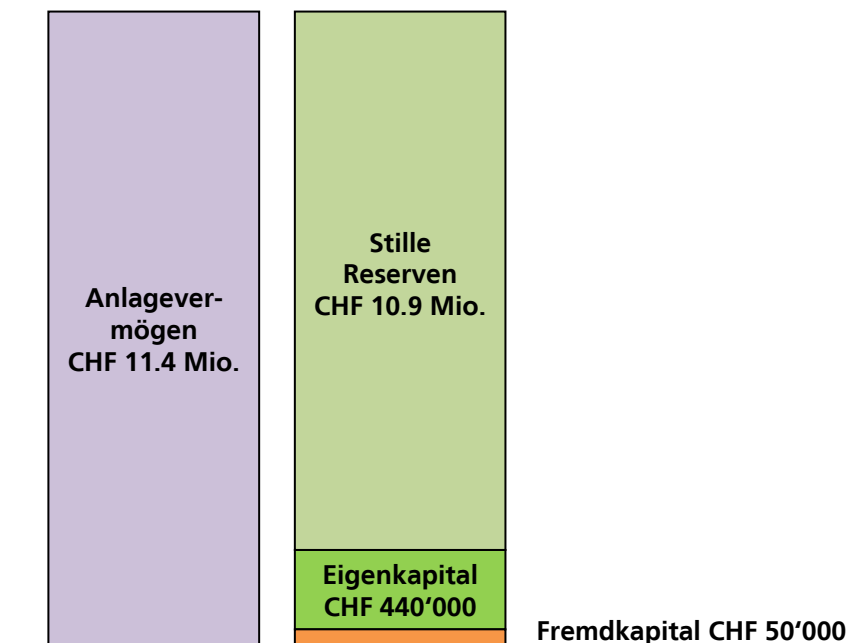 Anlagever-
mögen
CHF 11.4 Mio.
Stille
Reserven
CHF 10.9 Mio.
Eigenkapital
CHF 440‘000
Fremdkapital CHF 50‘000